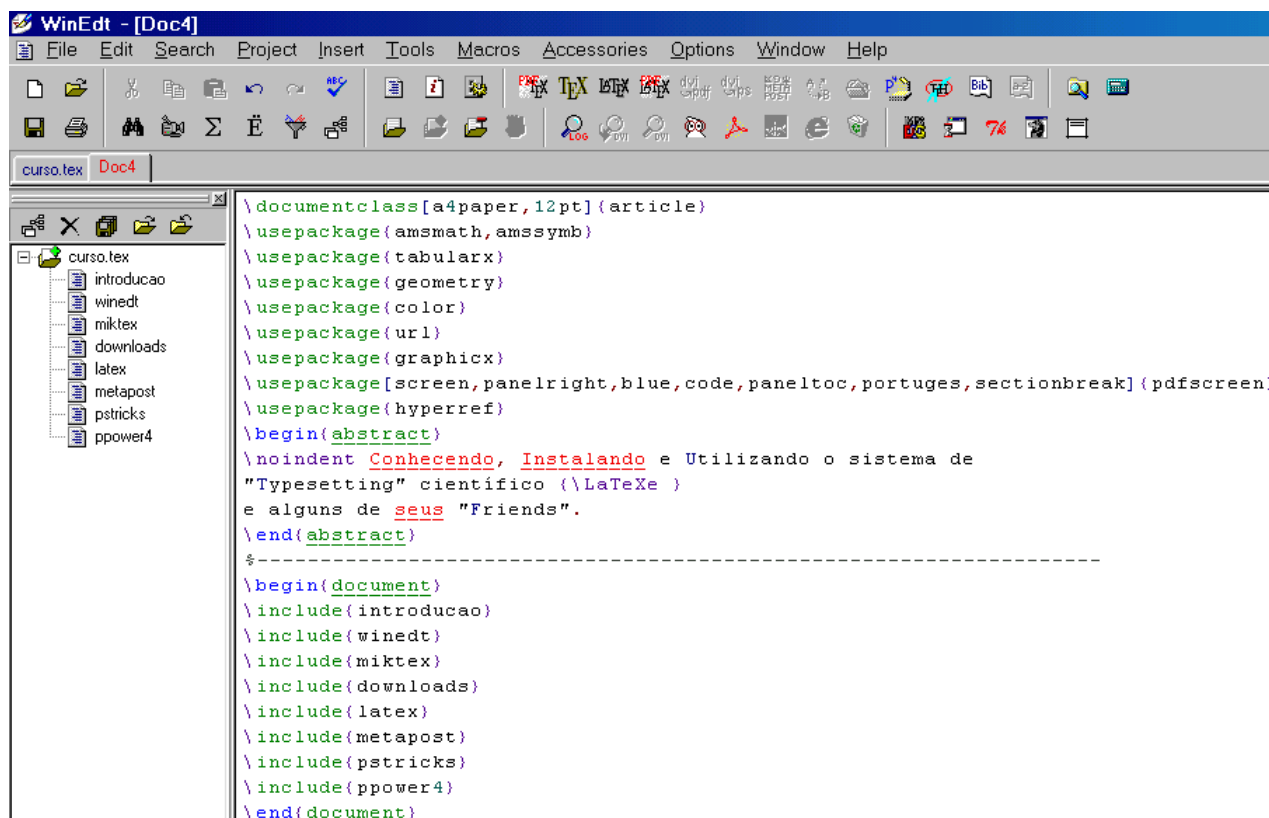 WinEdt - [Doc4]
File Edit Search Project Insert Tools Macros Accessories Options Window Help
curso.tex Doc4
curso.tex
introducao
winedt
miktex
downloads
latex
metapost
pstricks
ppower4
\documentclass[a4paper,12pt]{article}
\usepackage{amsmath,amssymb}
\usepackage{tabularx}
\usepackage{geometry}
\usepackage{color}
\usepackage{url}
\usepackage{graphicx}
\usepackage[screen,panelright,blue,code,paneltoc,portuges,sectionbreak]{pdfscreen}
\usepackage{hyperref}
\begin{abstract}
\noindent Conhecendo, Instalando e Utilizando o sistema de
"Typesetting" científico {\LaTeXe }
e alguns de seus "Friends".
\end{abstract}
%------------------------------------------------------------------
\begin{document}
\include{introducao}
\include{winedt}
\include{miktex}
\include{downloads}
\include{latex}
\include{metapost}
\include{pstricks}
\include{ppower4}
\end{document}